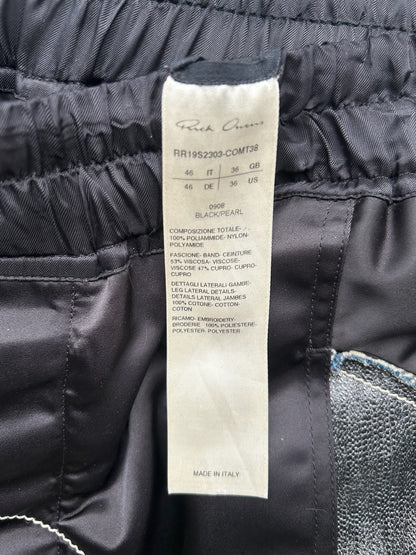 Rick Owens
RR19S2303-COMT38
46 IT 36 GB
46 DE 36 US
0908
BLACK/PEARL
COMPOSIZIONE TOTALE-
100% POLIAMMIDE- NYLON-
POLYAMIDE
FASCIONE- BAND- CEINTURE
53% VISCOSA- VISCOSE-
VISCOSE 47% CUPRO- CUPRO-
CUPRO
DETTAGLI LATERALI GAMBE-
LEG LATERAL DETAILS-
DETAILS LATERAL JAMBES
100% COTONE- COTTON-
COTON
RICAMO- EMBROIDERY-
BRODERIE 100% POLIESTERE-
POLYESTER- POLYESTER
MADE IN ITALY